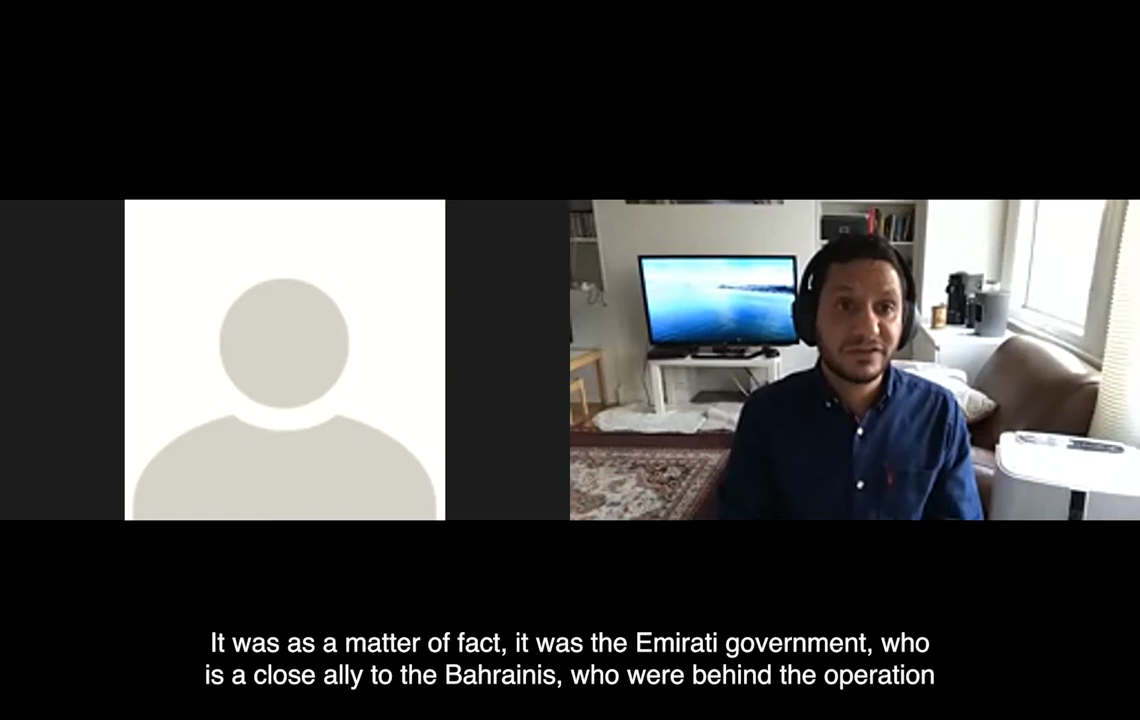 It was as a matter of fact, it was the Emirati government, who
is a close ally to the Bahrainis, who were behind the operation